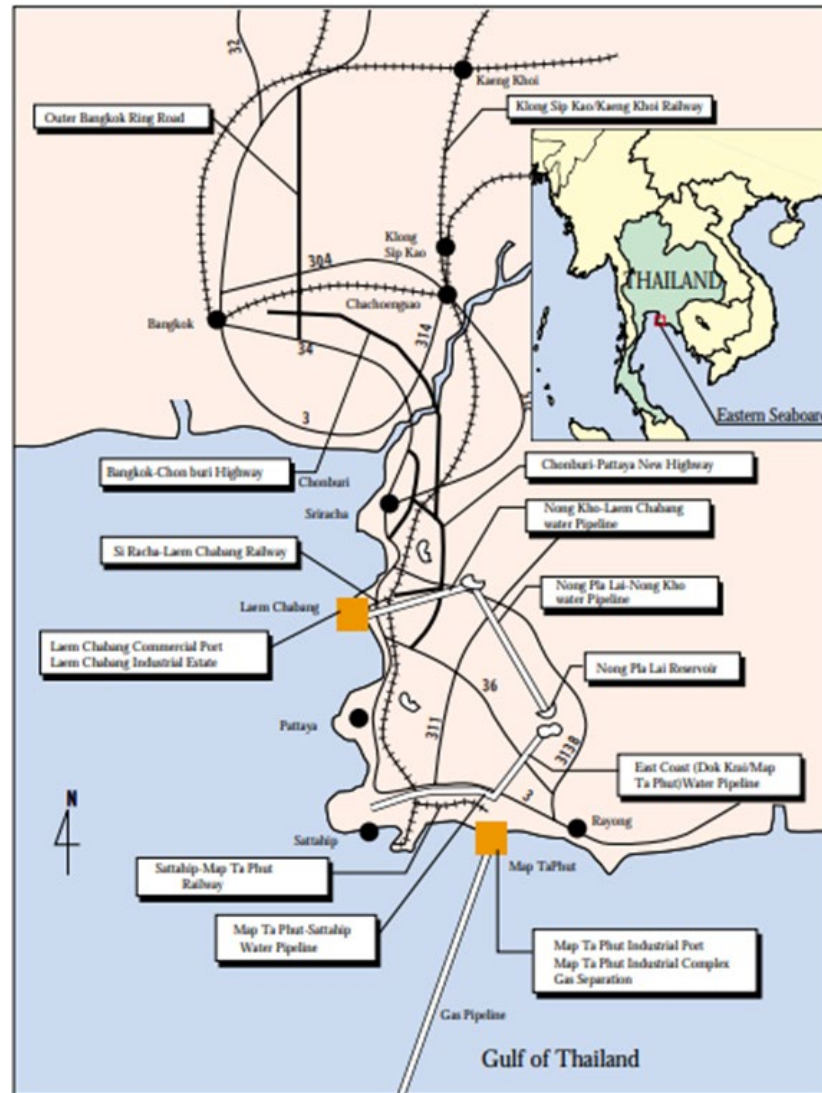 32
Kaeng Khoi
Outer Bangkok Ring Road
Klong Sip Kao/Kaeng Khoi Railway
Klong
Sip Kao
THAILAND
304
Chachoengsao
Bangkok
314
34
3
Eastern Seaboard
Bangkok-Chon buri Highway
Chonburi
Chonburi-Pattaya New Highway
Sriracha
Nong Kho-Laem Chabang
water Pipeline
Si Racha-Laem Chabang Railway
Nong Pla Lai-Nong Kho
water Pipeline
Laem Chabang
Laem Chabang Commercial Port
Laem Chabang Industrial Estate
Nong Pla Lai Reservoir
36
Pattaya
311
3138
East Coast (Dok Krai/Map
Ta Phut)Water Pipeline
3
N
Rayong
Sattahip
Map TaPhut
Sattahip-Map Ta Phut
Railway
Map Ta Phut-Sattahip
Water Pipeline
Map Ta Phut Industrial Port
Map Ta Phut Industrial Complex
Gas Separation
Gas Pipeline
Gulf of Thailand